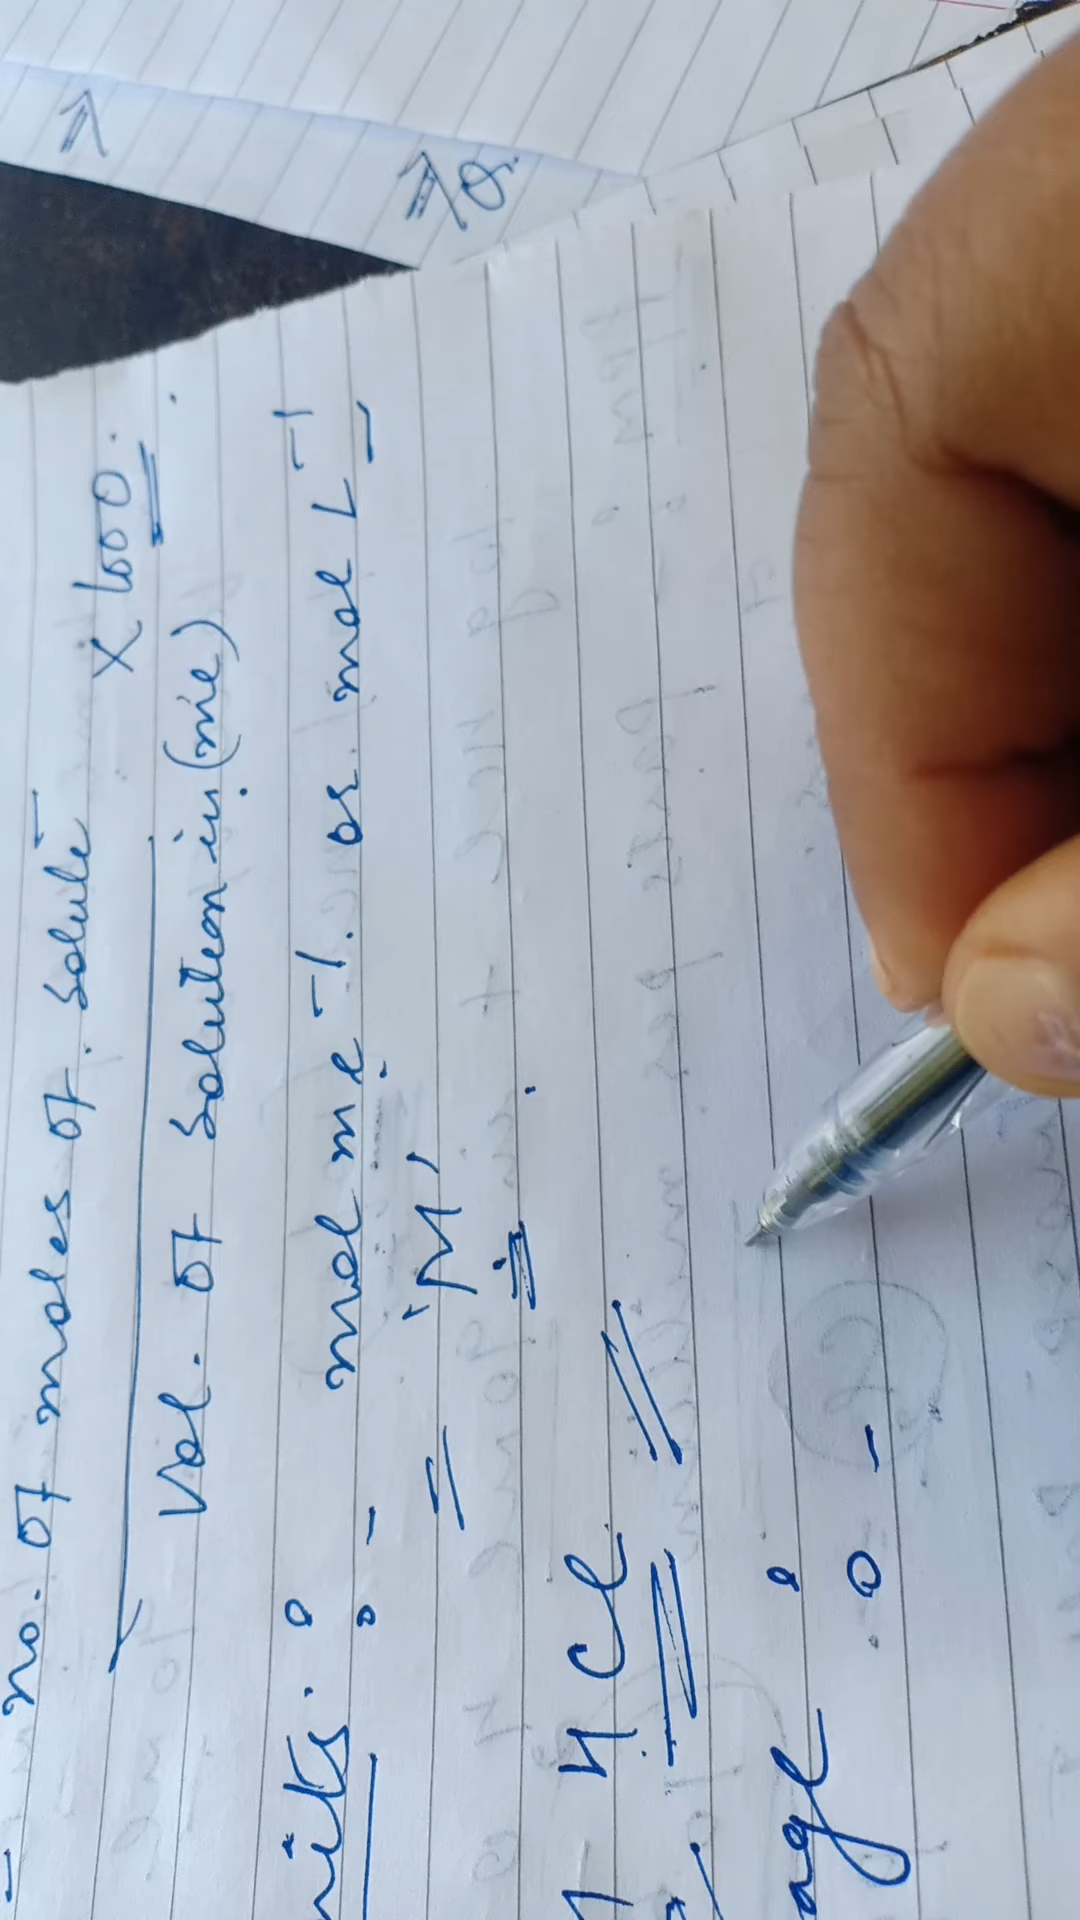 no. of moles of solute × 1000.
Vol. of solution in (ml)
nits. :- mol ml⁻¹. or mol L⁻¹
= 'M'
HCl
age :-